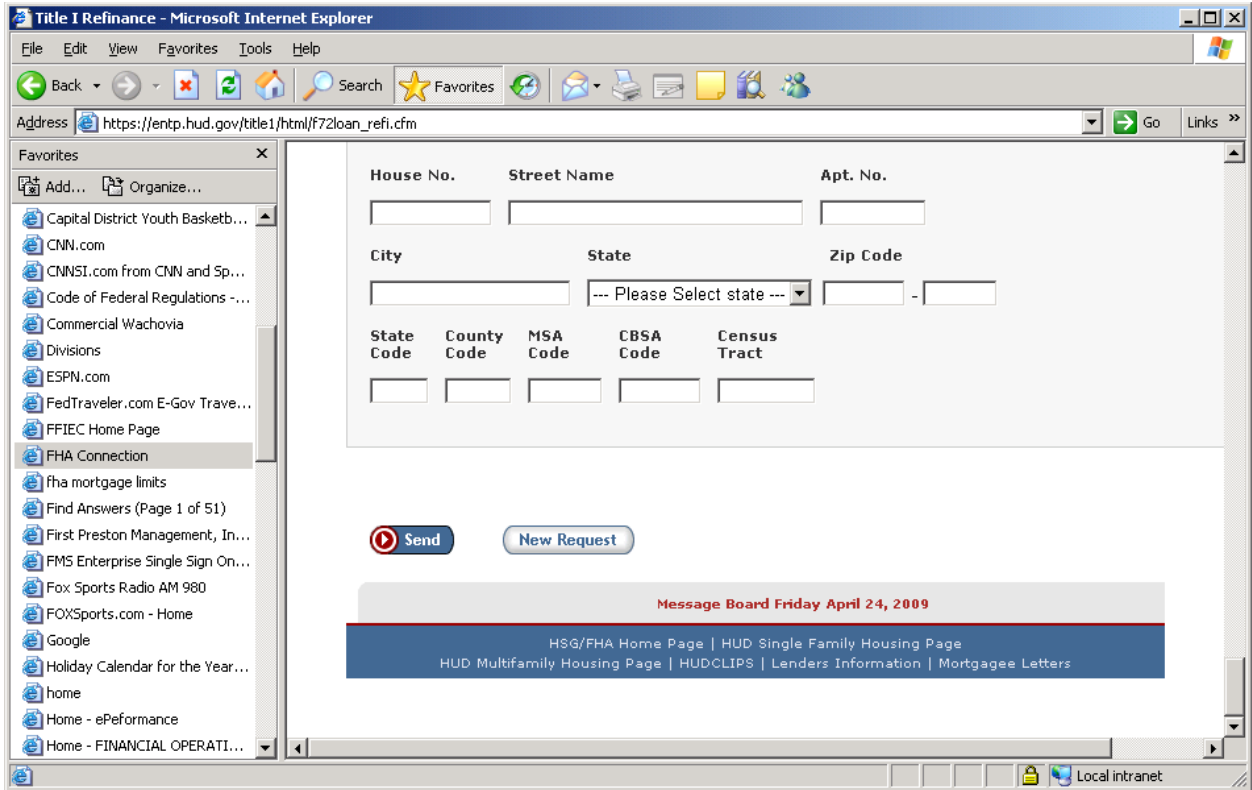 Title I Refinance - Microsoft Internet Explorer
File Edit View Favorites Tools Help
Back Search Favorites
Address https://entp.hud.gov/title1/html/f72loan_refi.cfm Go Links »
Favorites x
Add... Organize...
Capital District Youth Basketb...
CNN.com
CNNSI.com from CNN and Sp...
Code of Federal Regulations -...
Commercial Wachovia
Divisions
ESPN.com
FedTraveler.com E-Gov Trave...
FFIEC Home Page
FHA Connection
fha mortgage limits
Find Answers (Page 1 of 51)
First Preston Management, In...
FMS Enterprise Single Sign On...
Fox Sports Radio AM 980
FOXSports.com - Home
Google
Holiday Calendar for the Year...
home
Home - ePeformance
Home - FINANCIAL OPERATI...
House No. Street Name Apt. No.
City State Zip Code
--- Please Select state --- -
State County MSA CBSA Census
Code Code Code Code Tract
Send New Request
Message Board Friday April 24, 2009
HSG/FHA Home Page | HUD Single Family Housing Page
HUD Multifamily Housing Page | HUDCLIPS | Lenders Information | Mortgagee Letters
Local intranet